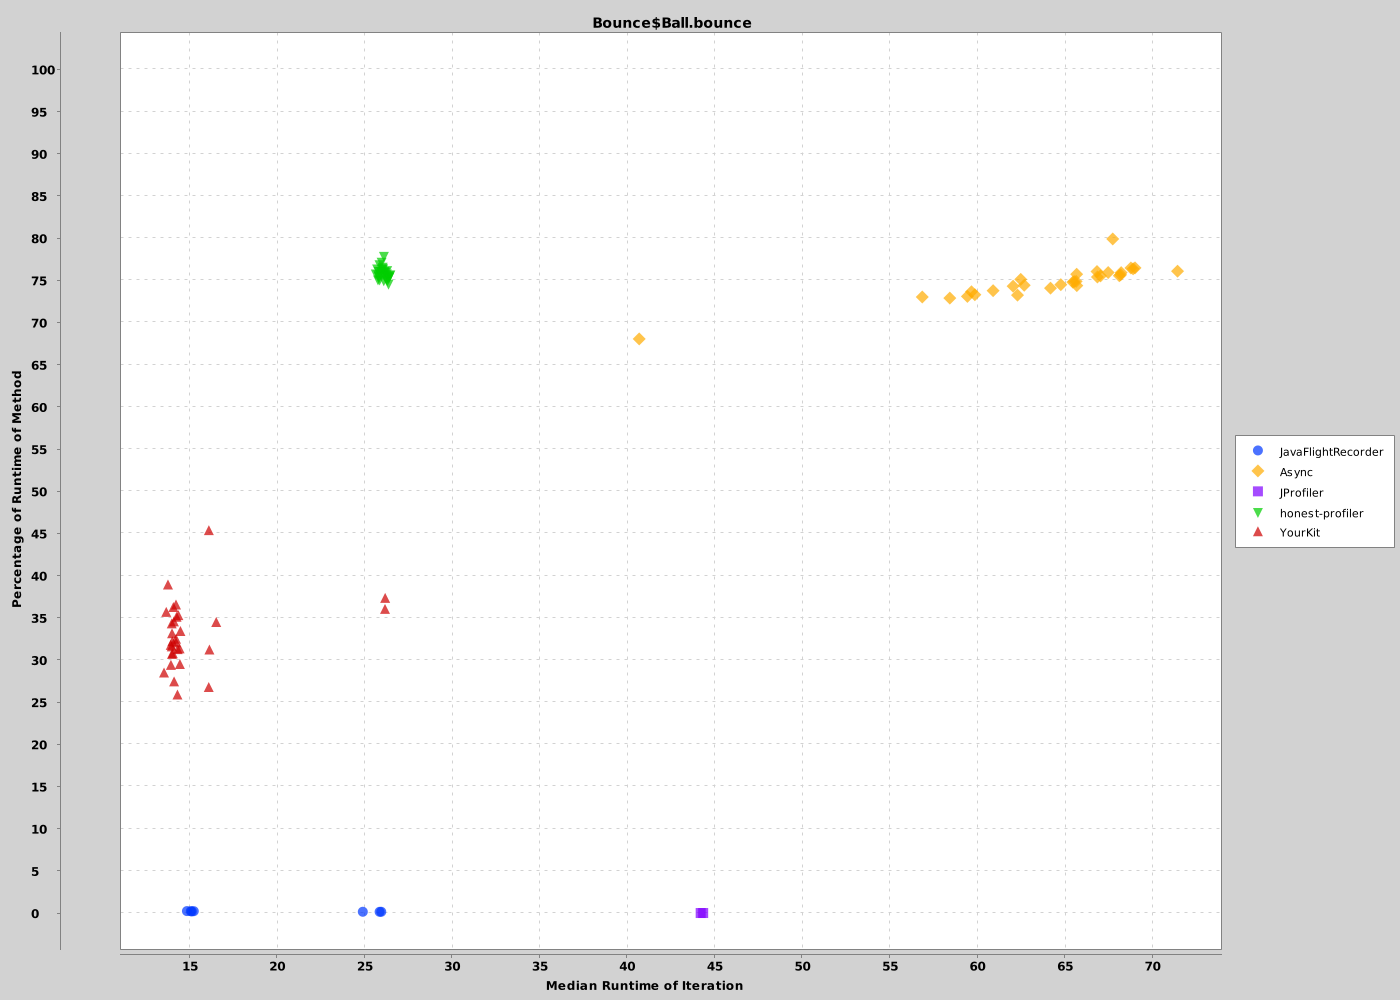 Bounce$Ball.bounce
100
95
90
85
80
75
70
65
60
55
50
45
40
35
30
25
20
15
10
5
0
Percentage of Runtime of Method
15 20 25 30 35 40 45 50 55 60 65 70
Median Runtime of Iteration
JavaFlightRecorder
Async
JProfiler
honest-profiler
YourKit